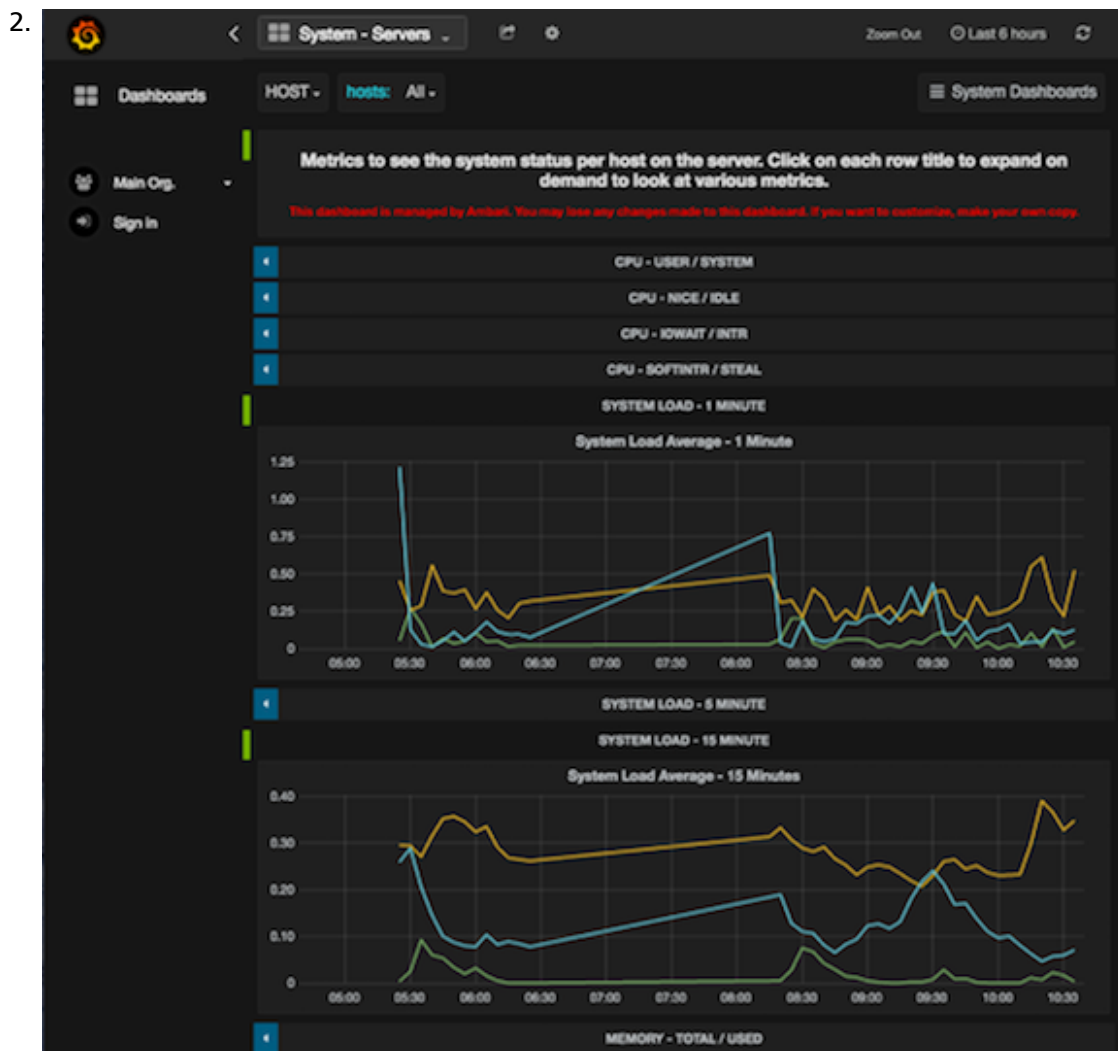 2.
System - Servers
Zoom Out Last 6 hours
Dashboards
HOST hosts: All System Dashboards
Main Org.
Sign in
Metrics to see the system status per host on the server. Click on each row title to expand on
demand to look at various metrics.
This dashboard is managed by Ambari. You may lose any changes made to this dashboard. If you want to customize, make your own copy.
CPU - USER / SYSTEM
CPU - NICE / IDLE
CPU - IOWAIT / INTR
CPU - SOFTINTR / STEAL
SYSTEM LOAD - 1 MINUTE
System Load Average - 1 Minute
1.25
1.00
0.75
0.50
0.25
0
05:00 05:30 06:00 06:30 07:00 07:30 08:00 08:30 09:00 09:30 10:00 10:30
SYSTEM LOAD - 5 MINUTE
SYSTEM LOAD - 15 MINUTE
System Load Average - 15 Minutes
0.40
0.30
0.20
0.10
0
05:00 05:30 06:00 06:30 07:00 07:30 08:00 08:30 09:00 09:30 10:00 10:30
MEMORY - TOTAL / USED